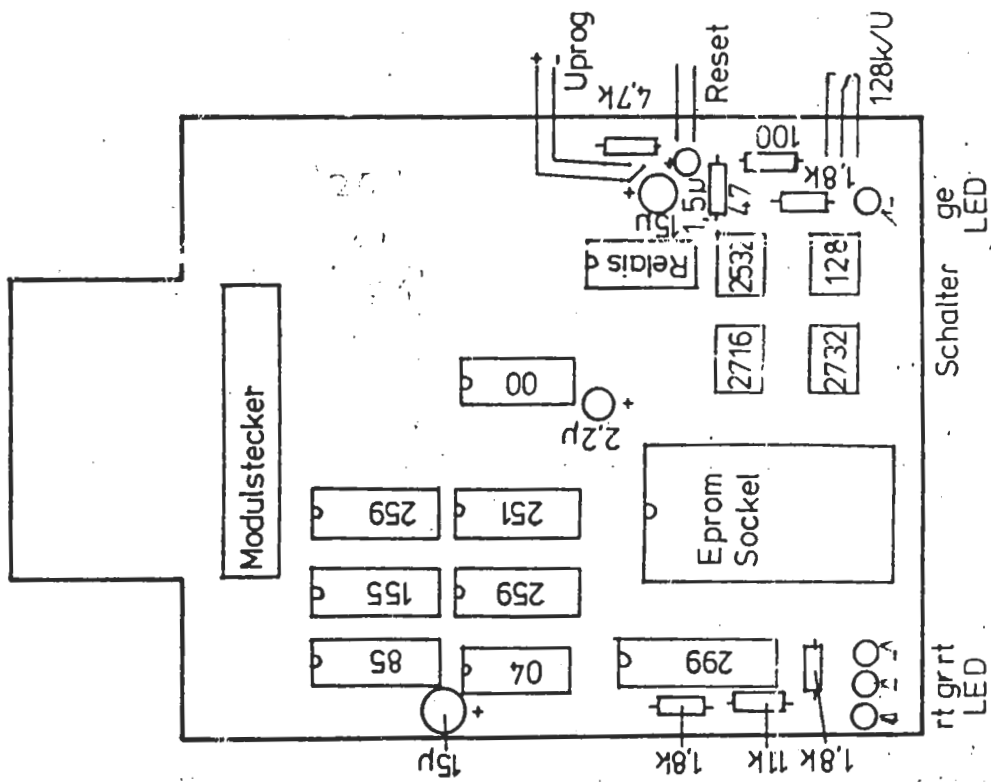 +
-
Uprog
4,7k
Reset
128k/U
100
1,8k
+
15µ
+
1,5µ
47
Relais
2532
128
-
ge
LED
Schalter
2716
2732
Modulstecker
00
2,2µ
+
259
251
Eprom
Sockel
155
259
85
04
299
15µ
+
1,8k
11k
1,8k
rt gr rt
LED